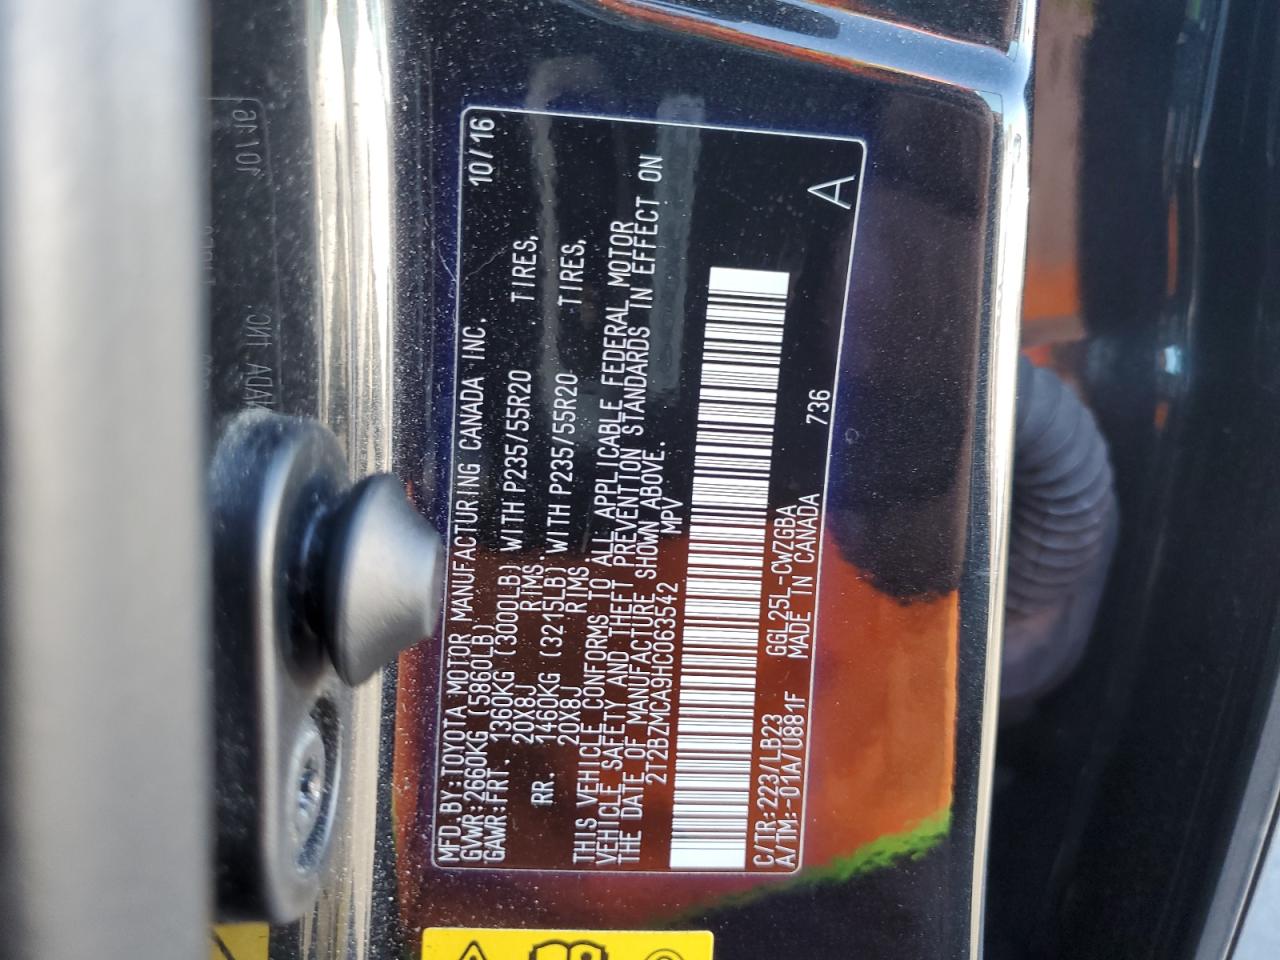 MFD.BY:TOYOTA MOTOR MANUFACTURING CANADA INC. 10/16
GVWR:2660KG (5860LB)
GAWR:FRT. 1360KG (3000LB) WITH P235/55R20 TIRES,
20X8J RIMS
RR. 1460KG (3215LB) WITH P235/55R20 TIRES,
20X8J RIMS
THIS VEHICLE CONFORMS TO ALL APPLICABLE FEDERAL MOTOR
VEHICLE SAFETY AND THEFT PREVENTION STANDARDS IN EFFECT ON
THE DATE OF MANUFACTURE SHOWN ABOVE.
2T2BZMCA9HC063542 MPV
C/TR:223/LB23 GGL25L-CWZGBA
A/TM:-01A/U881F MADE IN CANADA 736 A